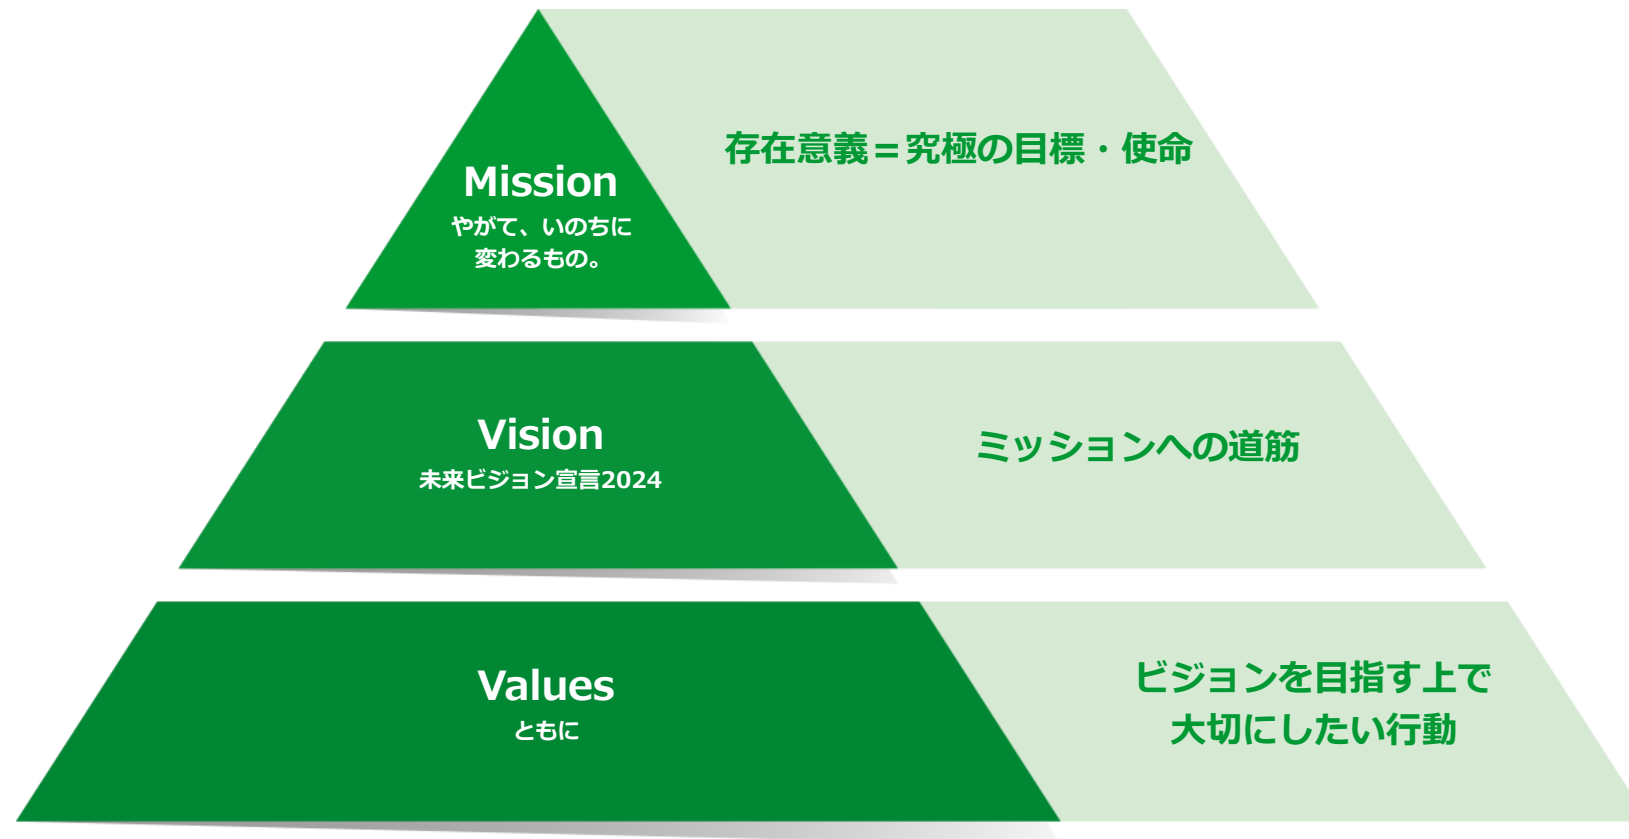 Mission
やがて、いのちに
変わるもの。
存在意義＝究極の目標・使命
Vision
未来ビジョン宣言2024
ミッションへの道筋
Values
ともに
ビジョンを目指す上で
大切にしたい行動